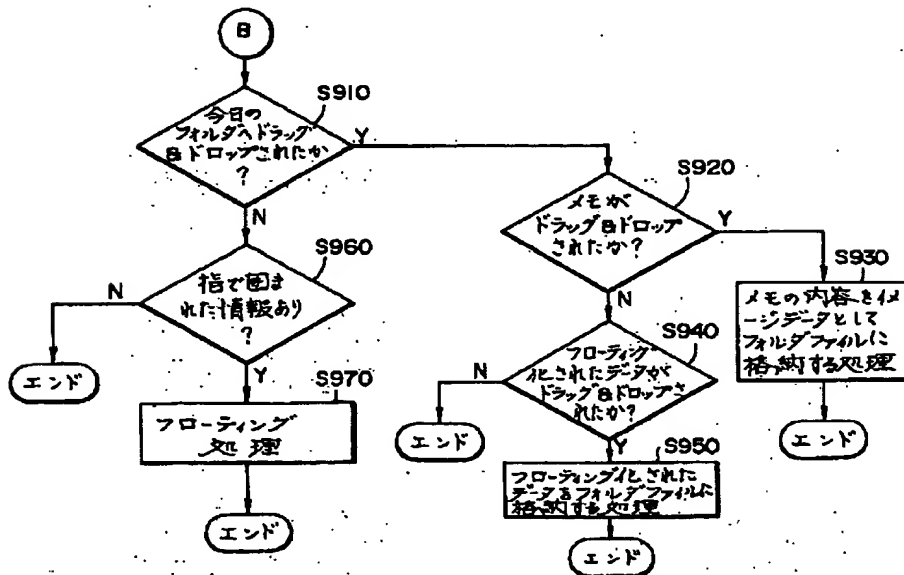 B
S910
今日の
フォルダへドラッグ
&ドロップされたか
?
Y
N
S920
メモが
ドラッグ&ドロップ
されたか?
Y
N
S930
メモの内容をイメ
ージデータとして
フォルダファイルに
格納する処理
エンド
S960
指で囲ま
れた情報あり
?
N
Y
エンド
S970
フローティング
処理
エンド
S940
フローティング
化されたデータが
ドラッグ&ドロップさ
れたか?
N
Y
エンド
S950
フローティング化された
データをフォルダファイルに
格納する処理
エンド